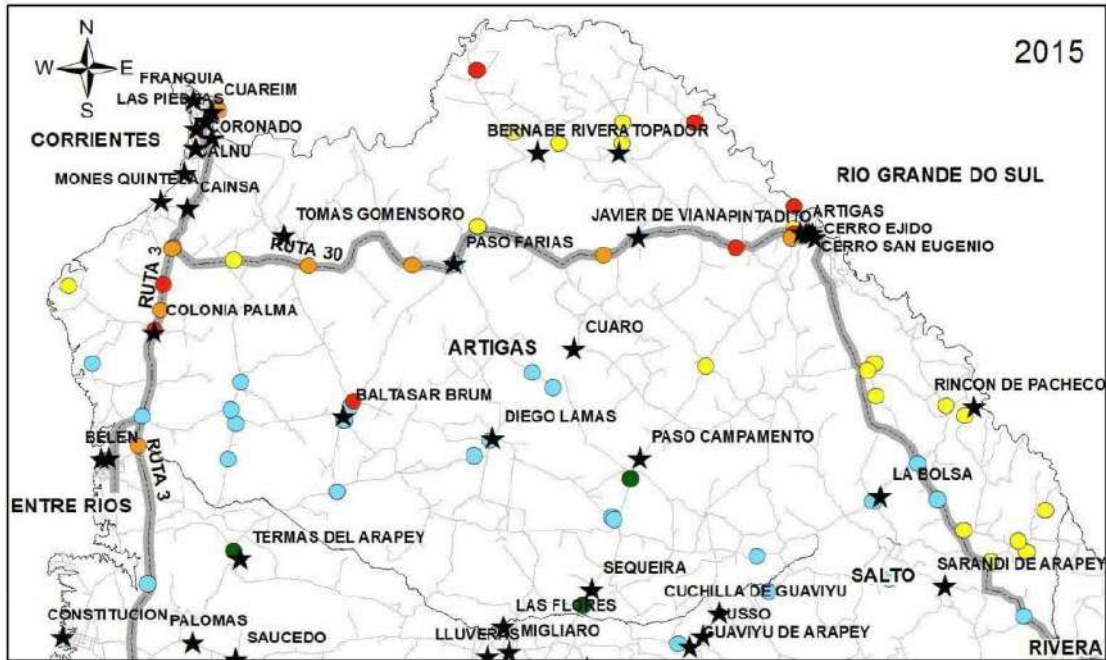 N
2015
W E
S
FRANQUIA
CUAREIM
LAS PIEDRAS
CORONADO
CORRIENTES
CALNU
BERNABE RIVERA TOPADOR
MONES QUINTELA
CAINSA
RIO GRANDE DO SUL
TOMAS GOMENSORO
JAVIER DE VIANA PINTADITO ARTIGAS
CERRO EJIDO
CERRO SAN EUGENIO
RUTA 30
PASO FARIAS
RUTA 3
COLONIA PALMA
CUARO
ARTIGAS
RINCON DE PACHECO
BALTASAR BRUM
DIEGO LAMAS
PASO CAMPAMENTO
BELEN
RUTA 3
LA BOLSA
ENTRE RIOS
TERMAS DEL ARAPEY
SARANDI DE ARAPEY
SEQUEIRA
SALTO
CUCHILLA DE GUAVIYU
LAS FLORES
CONSTITUCION
PALOMAS
LLUVERAS
MIGLIARO
USSO
GUAVIYU DE ARAPEY
SAUCEDO
RIVERA